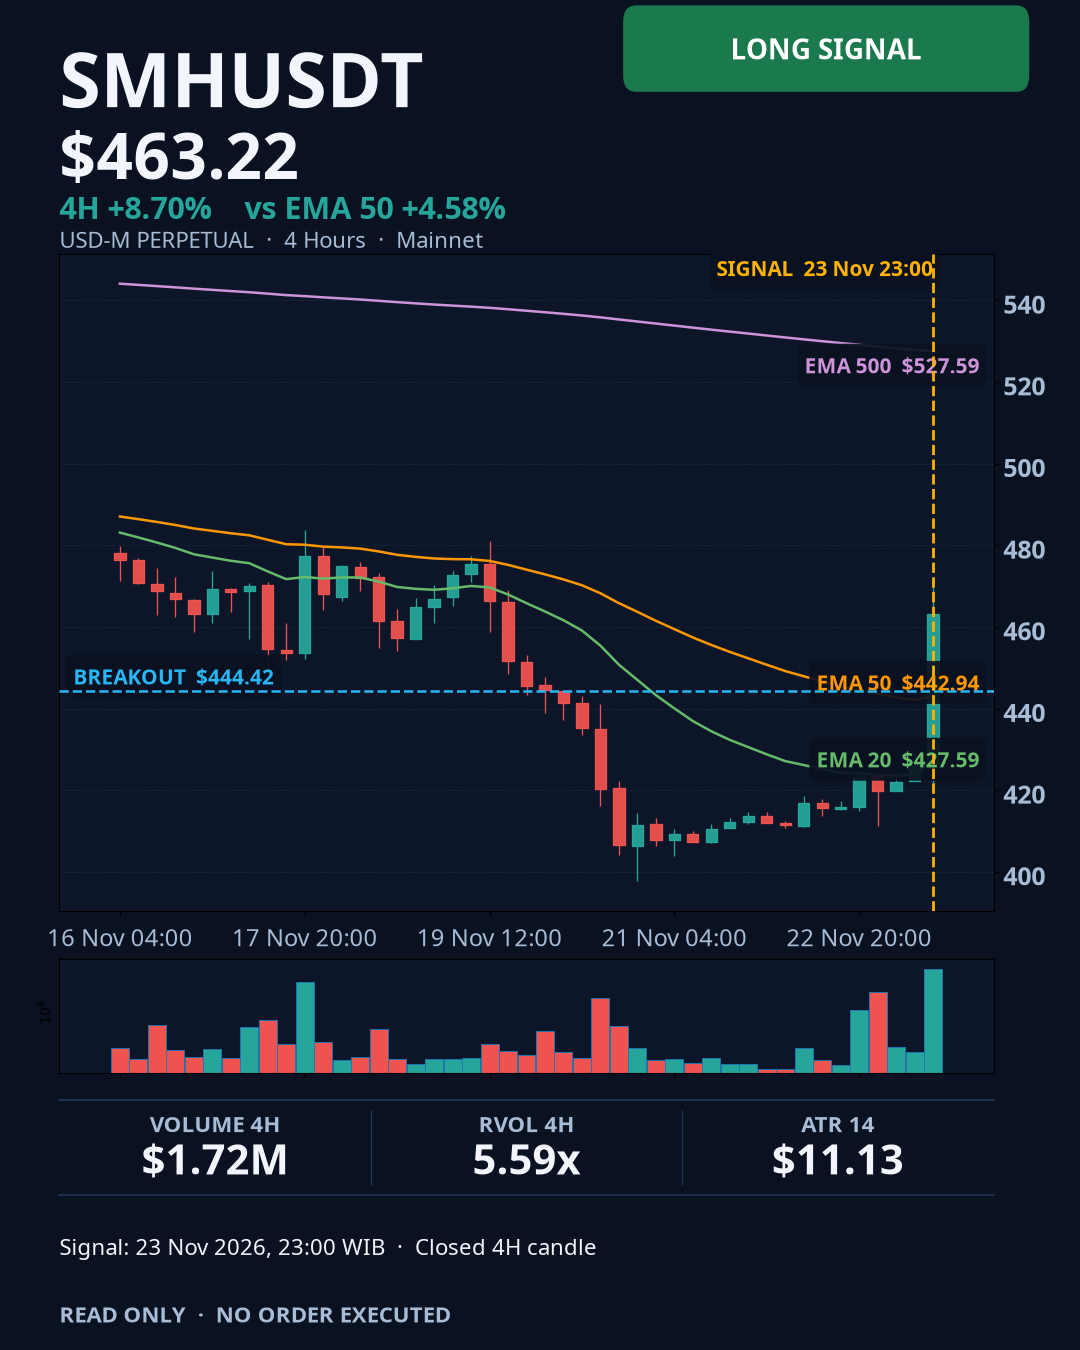 LONG SIGNAL
SMHUSDT
$463.22
4H +8.70% vs EMA 50 +4.58%
USD-M PERPETUAL · 4 Hours · Mainnet
SIGNAL 23 Nov 23:00
540
EMA 500 $527.59
520
500
480
460
BREAKOUT $444.42
EMA 50 $442.94
440
EMA 20 $427.59
420
400
16 Nov 04:00 17 Nov 20:00 19 Nov 12:00 21 Nov 04:00 22 Nov 20:00
10⁶
VOLUME 4H RVOL 4H ATR 14
$1.72M 5.59x $11.13
Signal: 23 Nov 2026, 23:00 WIB · Closed 4H candle
READ ONLY · NO ORDER EXECUTED